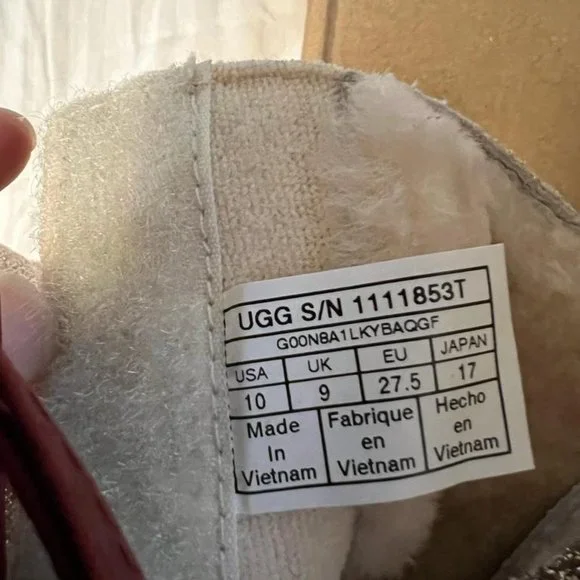 UGG S/N 1111853T
G00N8A1LKYBAQGF
USA UK EU JAPAN
10 9 27.5 17
Made In Vietnam
Fabrique en Vietnam
Hecho en Vietnam